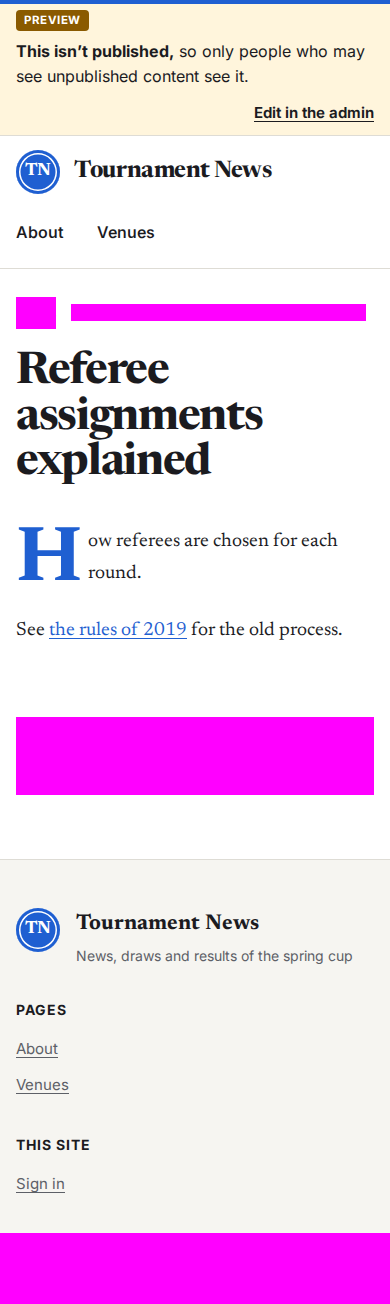 PREVIEW
This isn’t published, so only people who may
see unpublished content see it.
Edit in the admin
TN
Tournament News
About
Venues
Referee
assignments
explained
How referees are chosen for each
round.
See the rules of 2019 for the old process.
TN
Tournament News
News, draws and results of the spring cup
PAGES
About
Venues
THIS SITE
Sign in